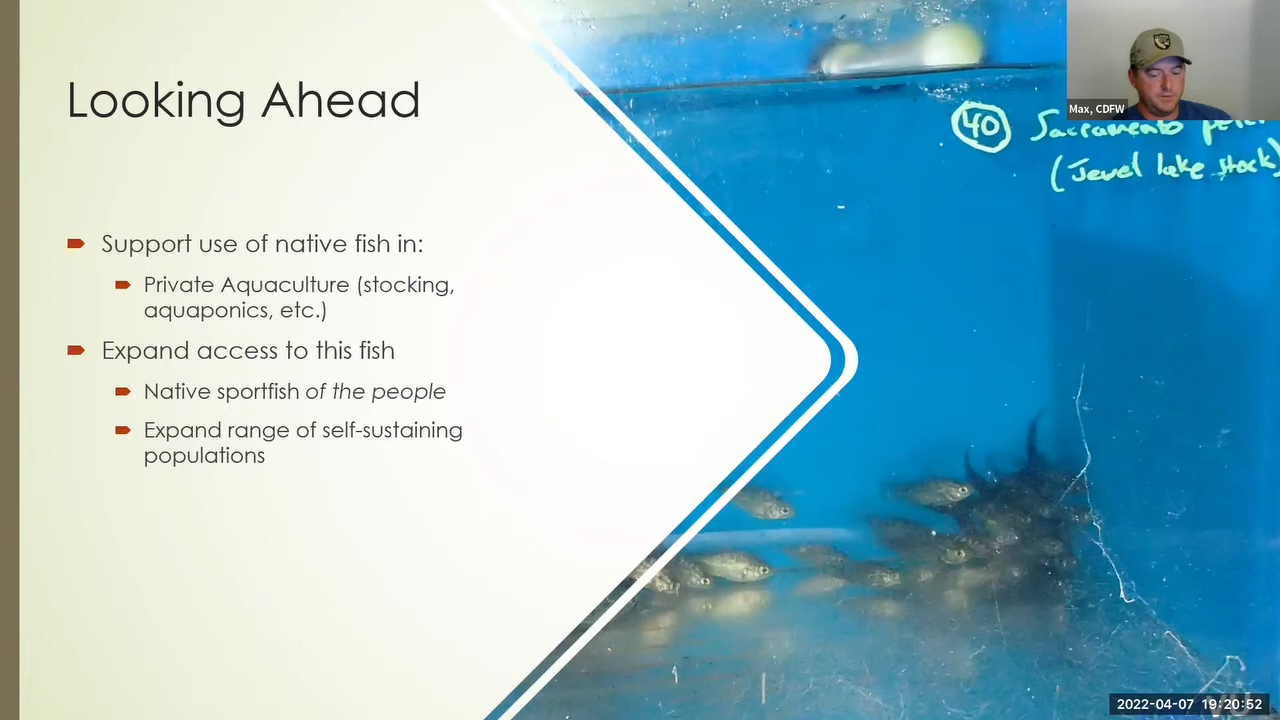 Looking Ahead
Support use of native fish in:
Private Aquaculture (stocking,
aquaponics, etc.)
Expand access to this fish
Native sportfish of the people
Expand range of self-sustaining
populations
Max, CDFW
40 Sacramento
(Jewel lake stock)
2022-04-07 19:20:52